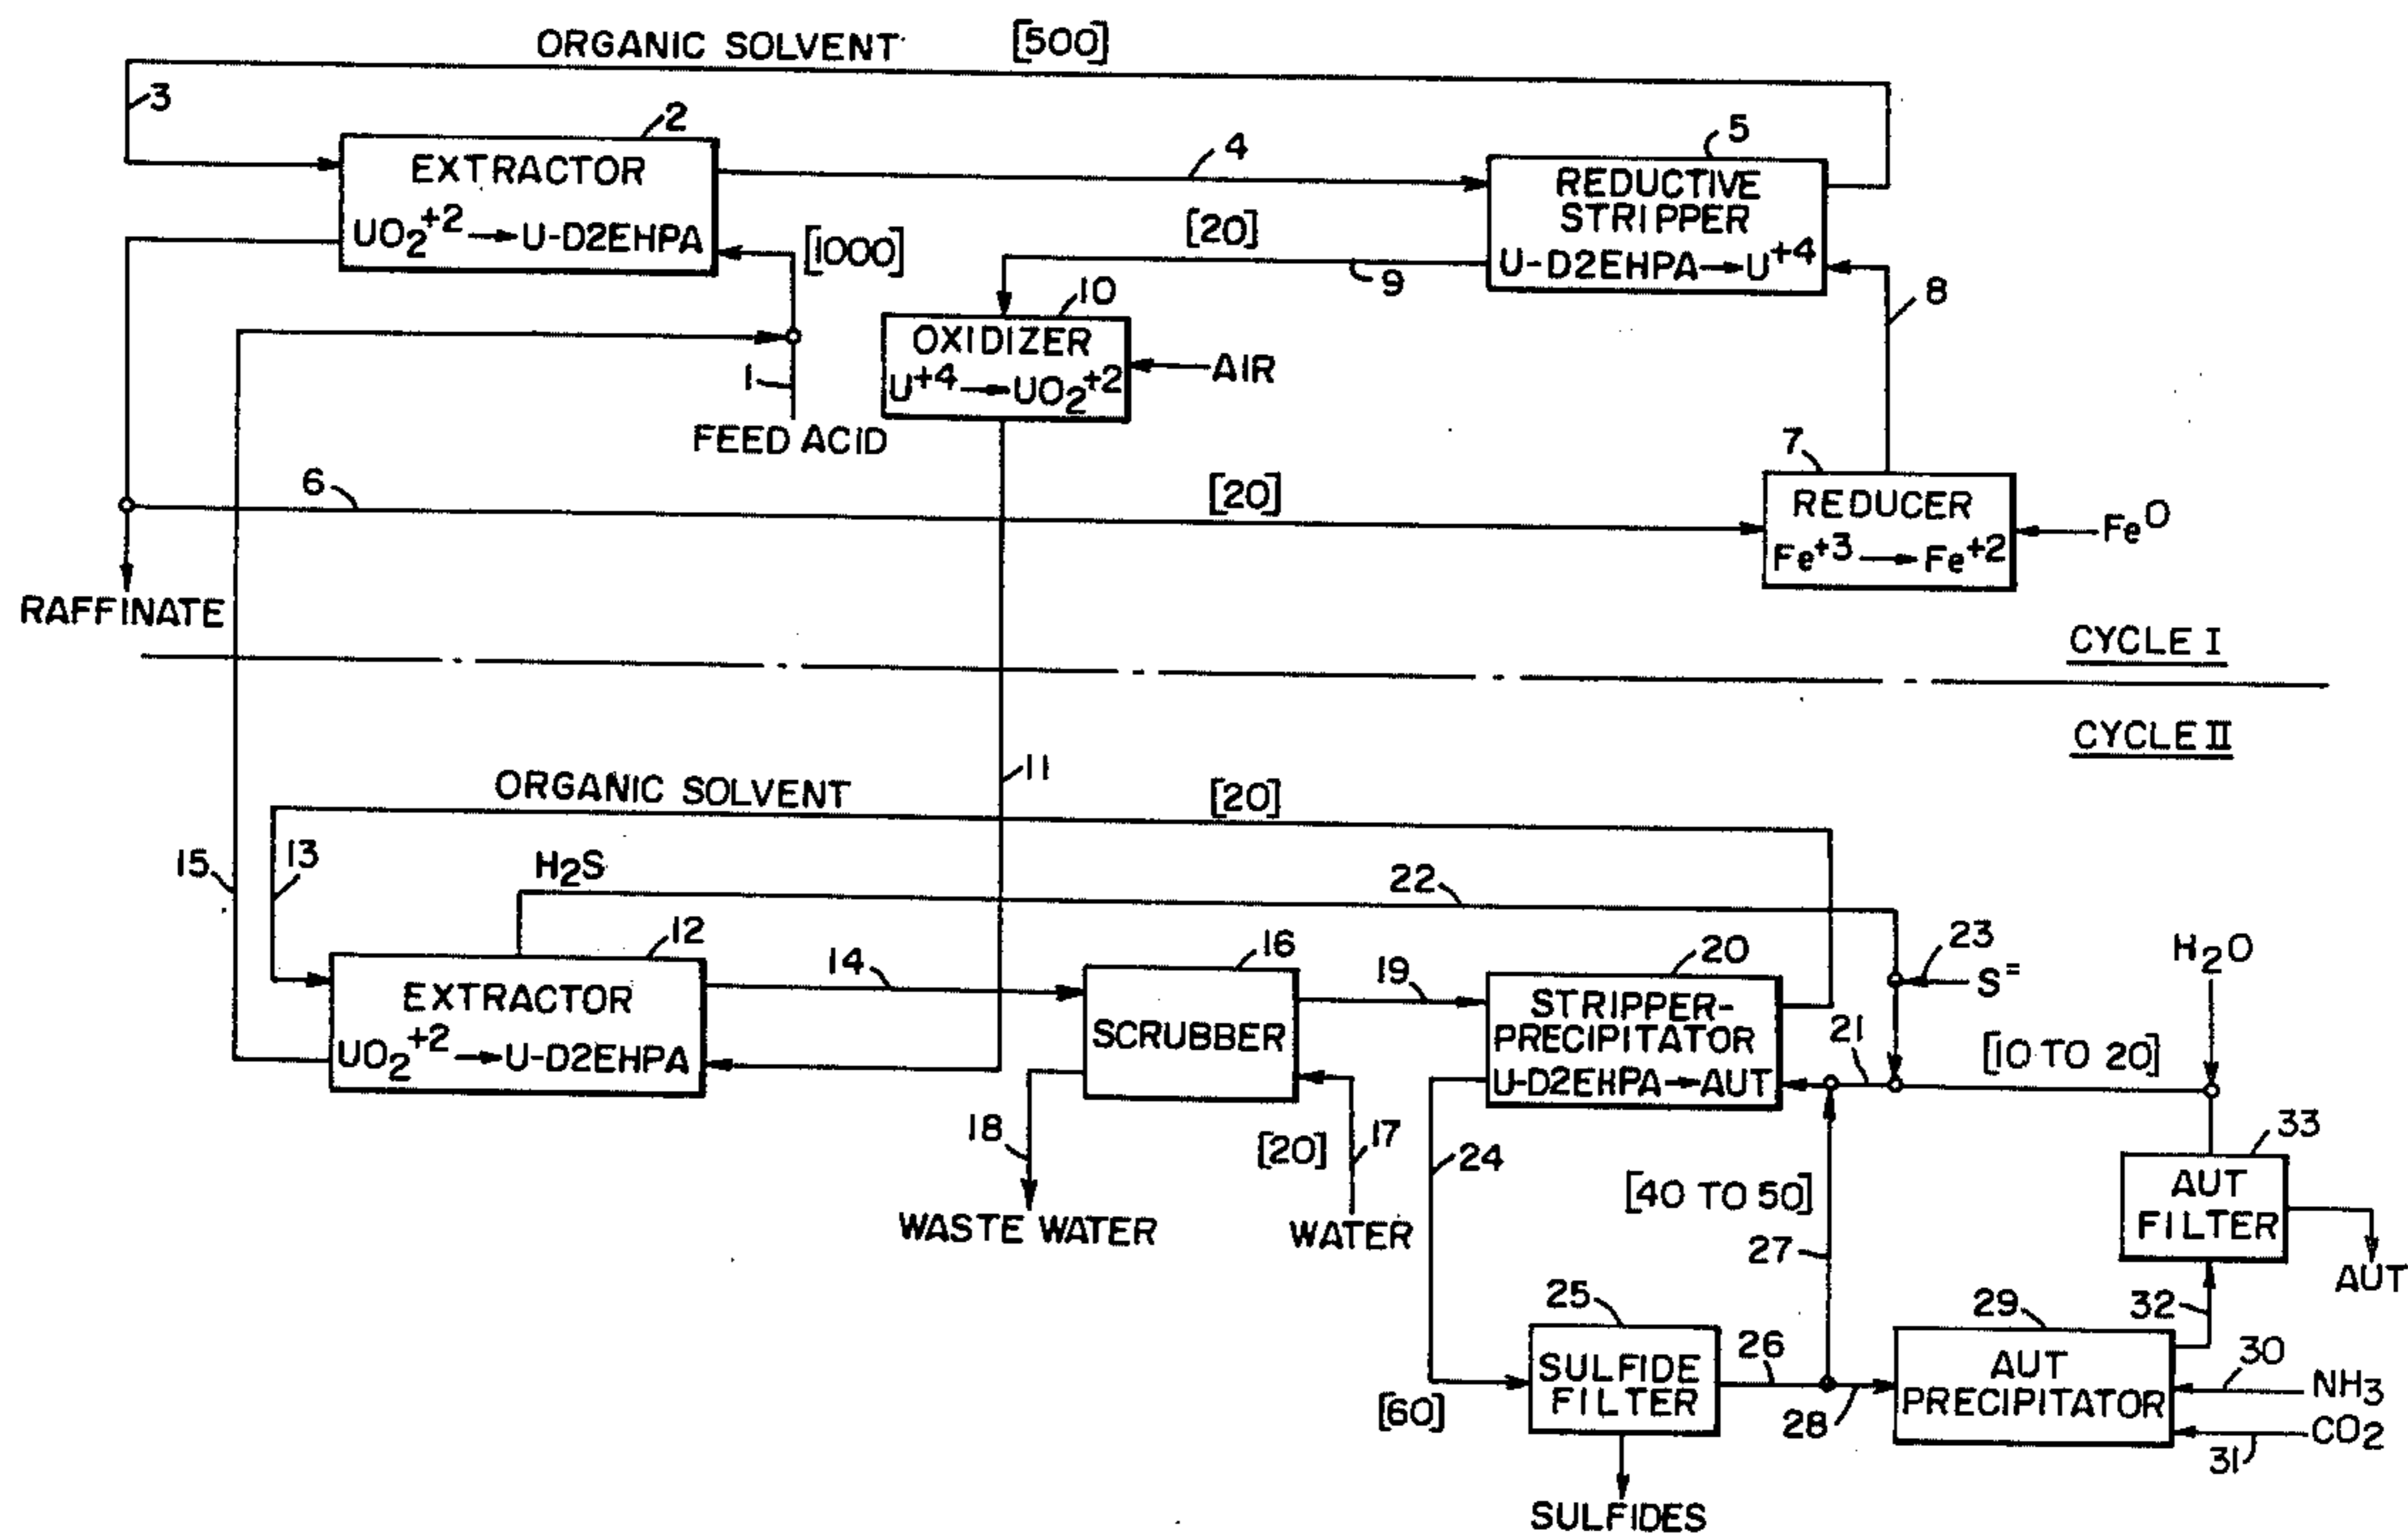 ORGANIC SOLVENT [500]
3
2
EXTRACTOR
UO2+2 → U-D2EHPA
4
5
REDUCTIVE
STRIPPER
U-D2EHPA → U+4
[1000]
[20]
9
8
10
OXIDIZER
U+4 → UO2+2
AIR
1
FEED ACID
6
[20]
7
REDUCER
Fe+3 → Fe+2
Fe0
RAFFINATE
CYCLE I
CYCLE II
11
ORGANIC SOLVENT [20]
15
13
H2S
22
12
EXTRACTOR
UO2+2 → U-D2EHPA
14
16
SCRUBBER
19
20
STRIPPER-
PRECIPITATOR
U-D2EHPA → AUT
23
S=
H2O
21
[10 TO 20]
18
WASTE WATER
[20]
17
WATER
24
[40 TO 50]
27
33
AUT
FILTER
AUT
32
25
SULFIDE
FILTER
[60]
26
28
29
AUT
PRECIPITATOR
30
NH3
CO2
31
SULFIDES